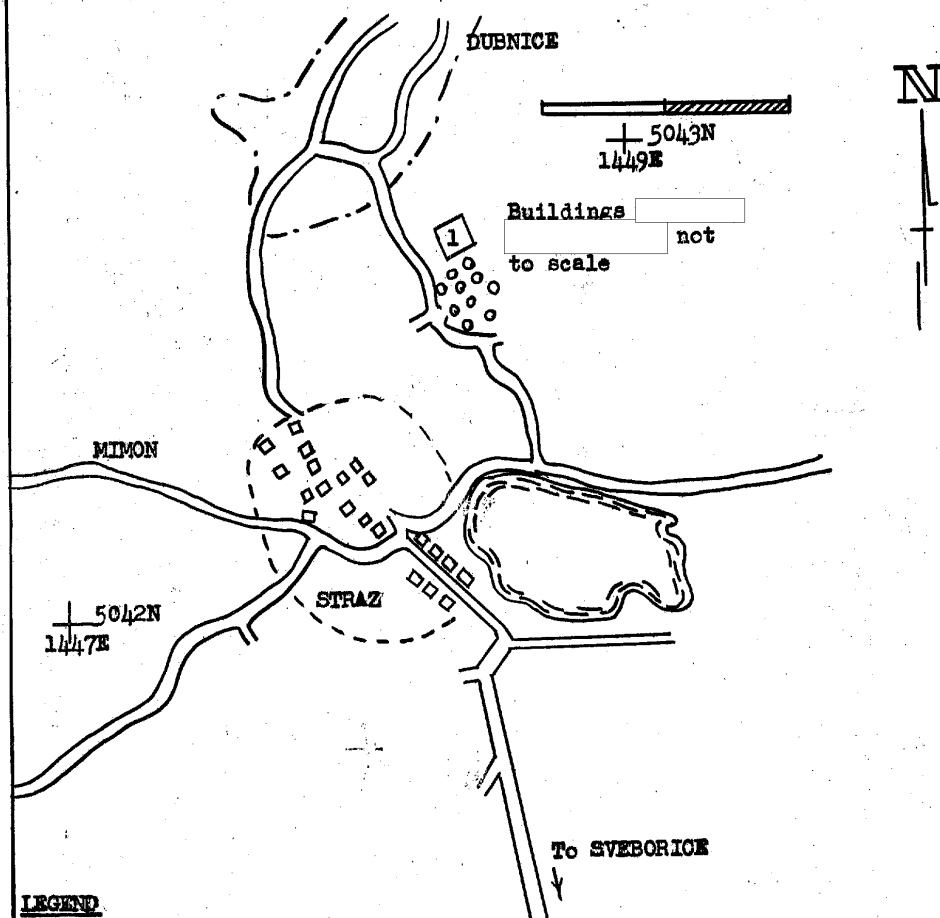 DUBNICE
N
5043N
1449E
Buildings
not
to scale
1
MIMON
STRAZ
5042N
1447E
To SVEBORICE
LEGEND